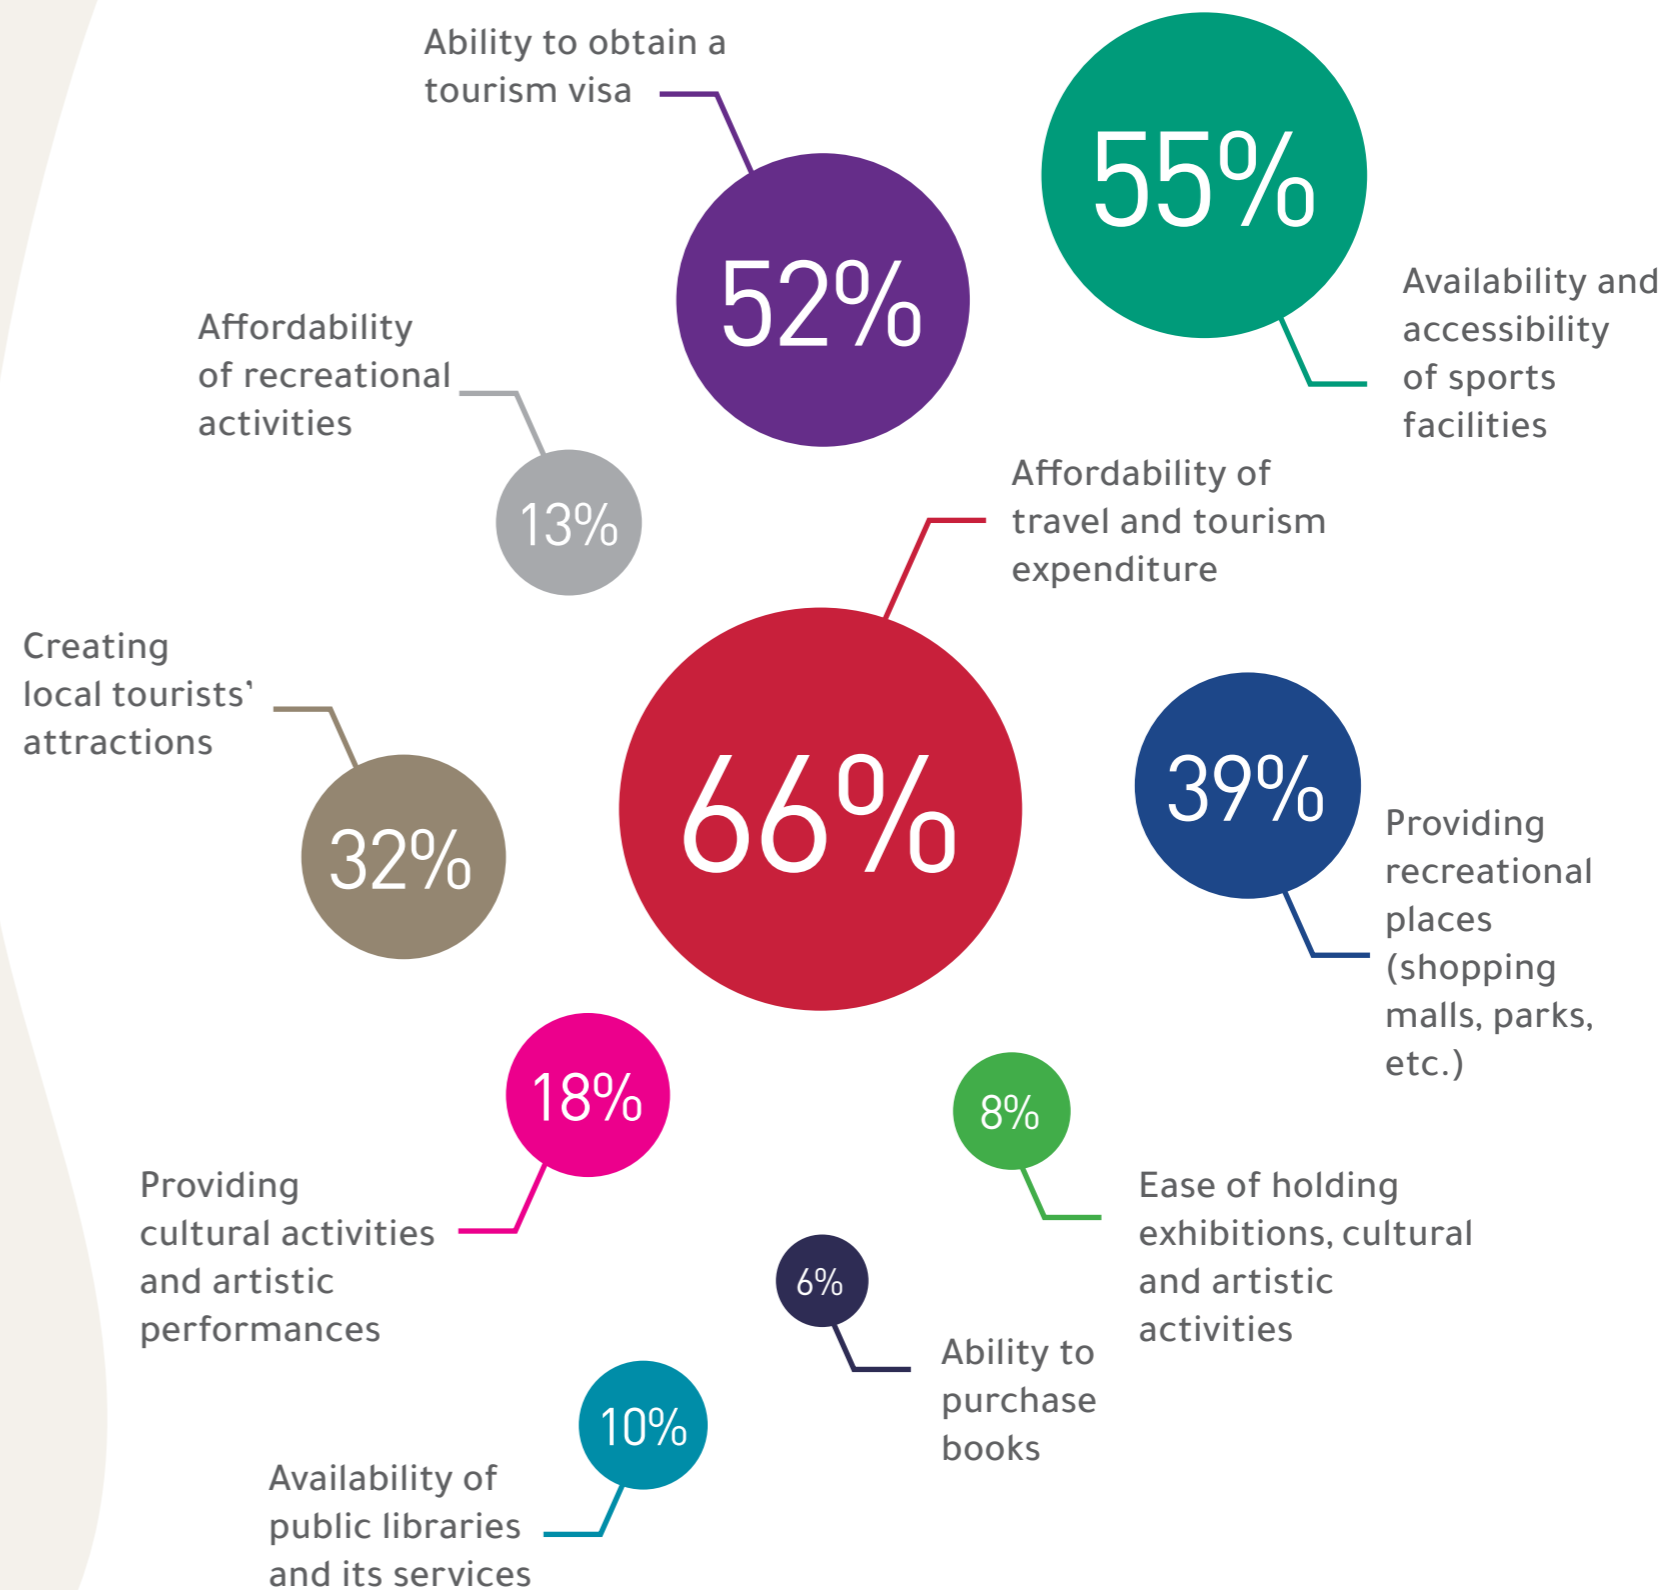 Ability to obtain a
tourism visa
52%
55%
Availability and
accessibility
of sports
facilities
Affordability
of recreational
activities
13%
Affordability of
travel and tourism
expenditure
66%
Creating
local tourists'
attractions
32%
39%
Providing
recreational
places
(shopping
malls, parks,
etc.)
18%
Providing
cultural activities
and artistic
performances
8%
Ease of holding
exhibitions, cultural
and artistic
activities
6%
Ability to
purchase
books
10%
Availability of
public libraries
and its services